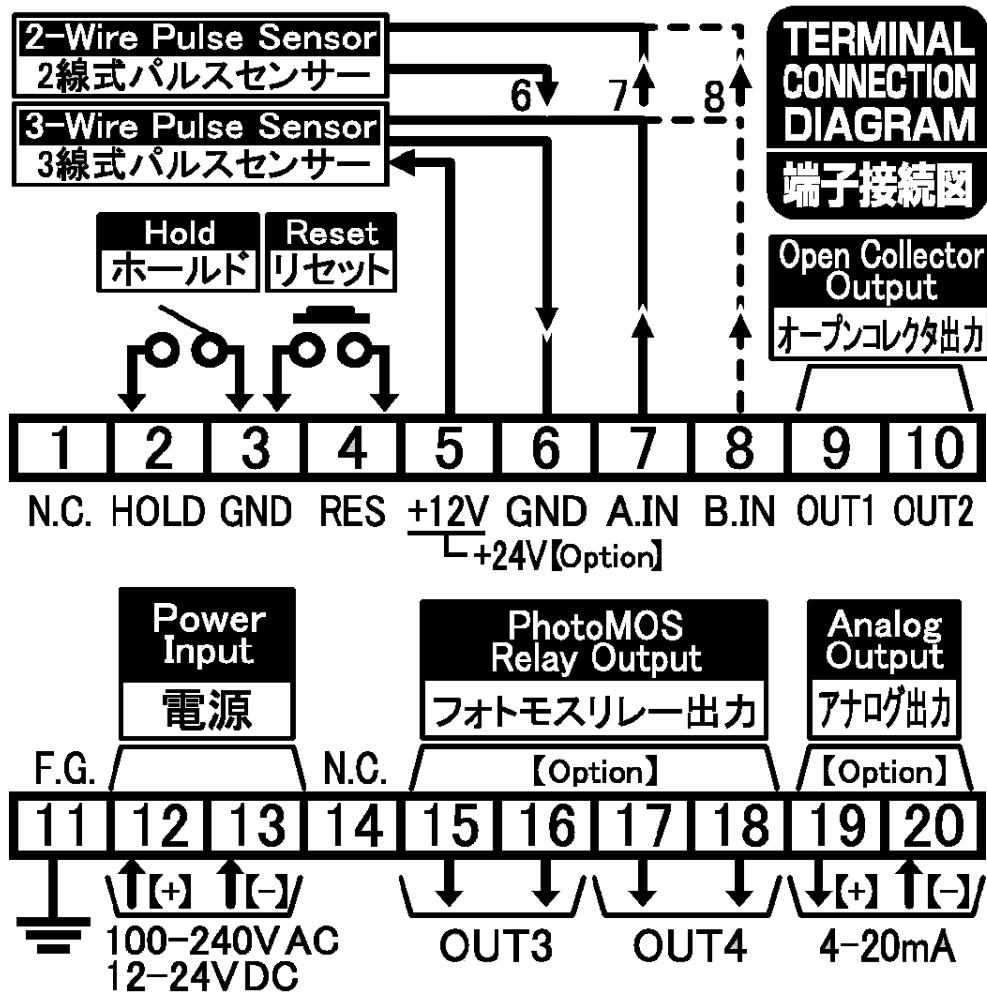 2-Wire Pulse Sensor
2線式パルスセンサー
3-Wire Pulse Sensor
3線式パルスセンサー
6 7 8
TERMINAL
CONNECTION
DIAGRAM
端子接続図
Hold
ホールド
Reset
リセット
Open Collector
Output
オープンコレクタ出力
1 2 3 4 5 6 7 8 9 10
N.C. HOLD GND RES +12V GND A.IN B.IN OUT1 OUT2
+24V【Option】
Power
Input
電源
PhotoMOS
Relay Output
フォトモスリレー出力
Analog
Output
アナログ出力
F.G. N.C. 【Option】 【Option】
11 12 13 14 15 16 17 18 19 20
【+】 【-】 【+】 【-】
100-240V AC
12-24V DC
OUT3 OUT4 4-20mA